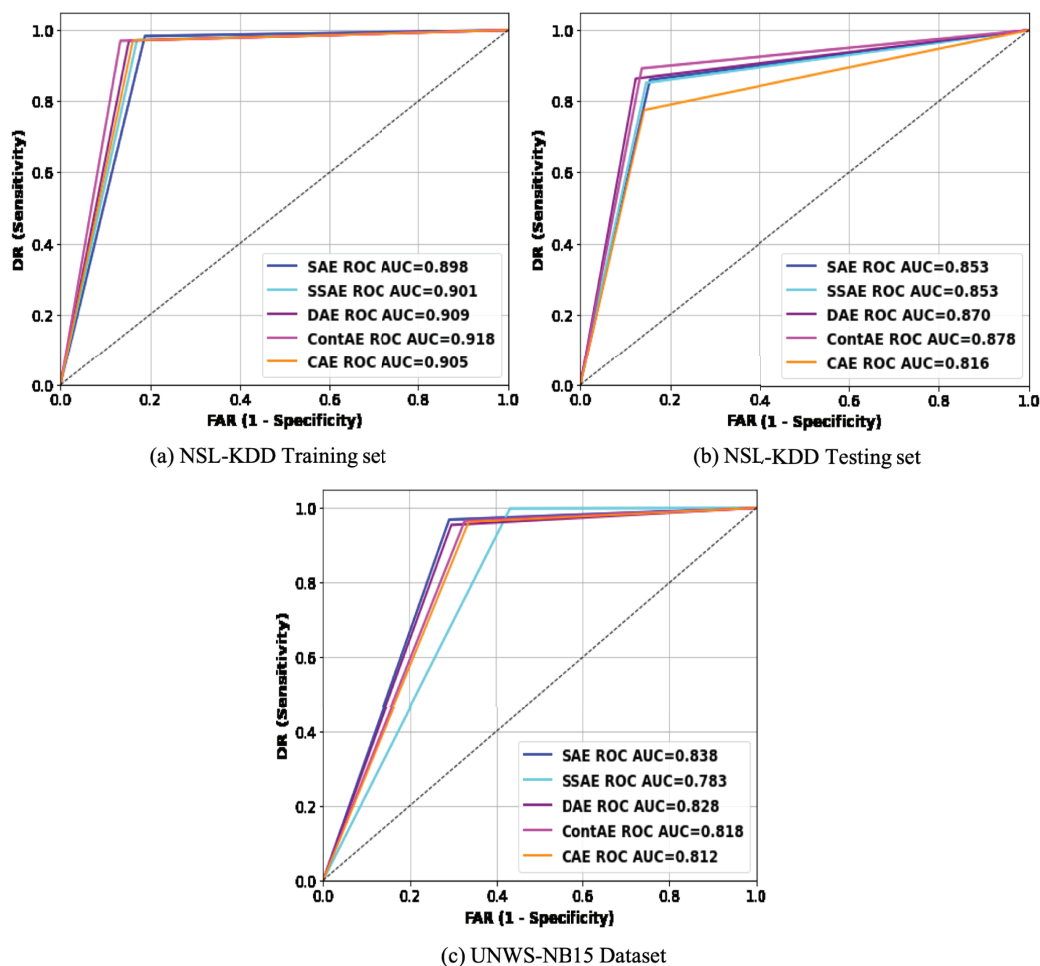 1.0
0.8
0.6
0.4
0.2
0.0
DR (Sensitivity)
SAE ROC AUC=0.898
SSAE ROC AUC=0.901
DAE ROC AUC=0.909
ContAE ROC AUC=0.918
CAE ROC AUC=0.905
0.0 0.2 0.4 0.6 0.8 1.0
FAR (1 - Specificity)
(a) NSL-KDD Training set
1.0
0.8
0.6
0.4
0.2
0.0
DR (Sensitivity)
SAE ROC AUC=0.853
SSAE ROC AUC=0.853
DAE ROC AUC=0.870
ContAE ROC AUC=0.878
CAE ROC AUC=0.816
0.0 0.2 0.4 0.6 0.8 1.0
FAR (1 - Specificity)
(b) NSL-KDD Testing set
1.0
0.8
0.6
0.4
0.2
0.0
DR (Sensitivity)
SAE ROC AUC=0.838
SSAE ROC AUC=0.783
DAE ROC AUC=0.828
ContAE ROC AUC=0.818
CAE ROC AUC=0.812
0.0 0.2 0.4 0.6 0.8 1.0
FAR (1 - Specificity)
(c) UNWS-NB15 Dataset